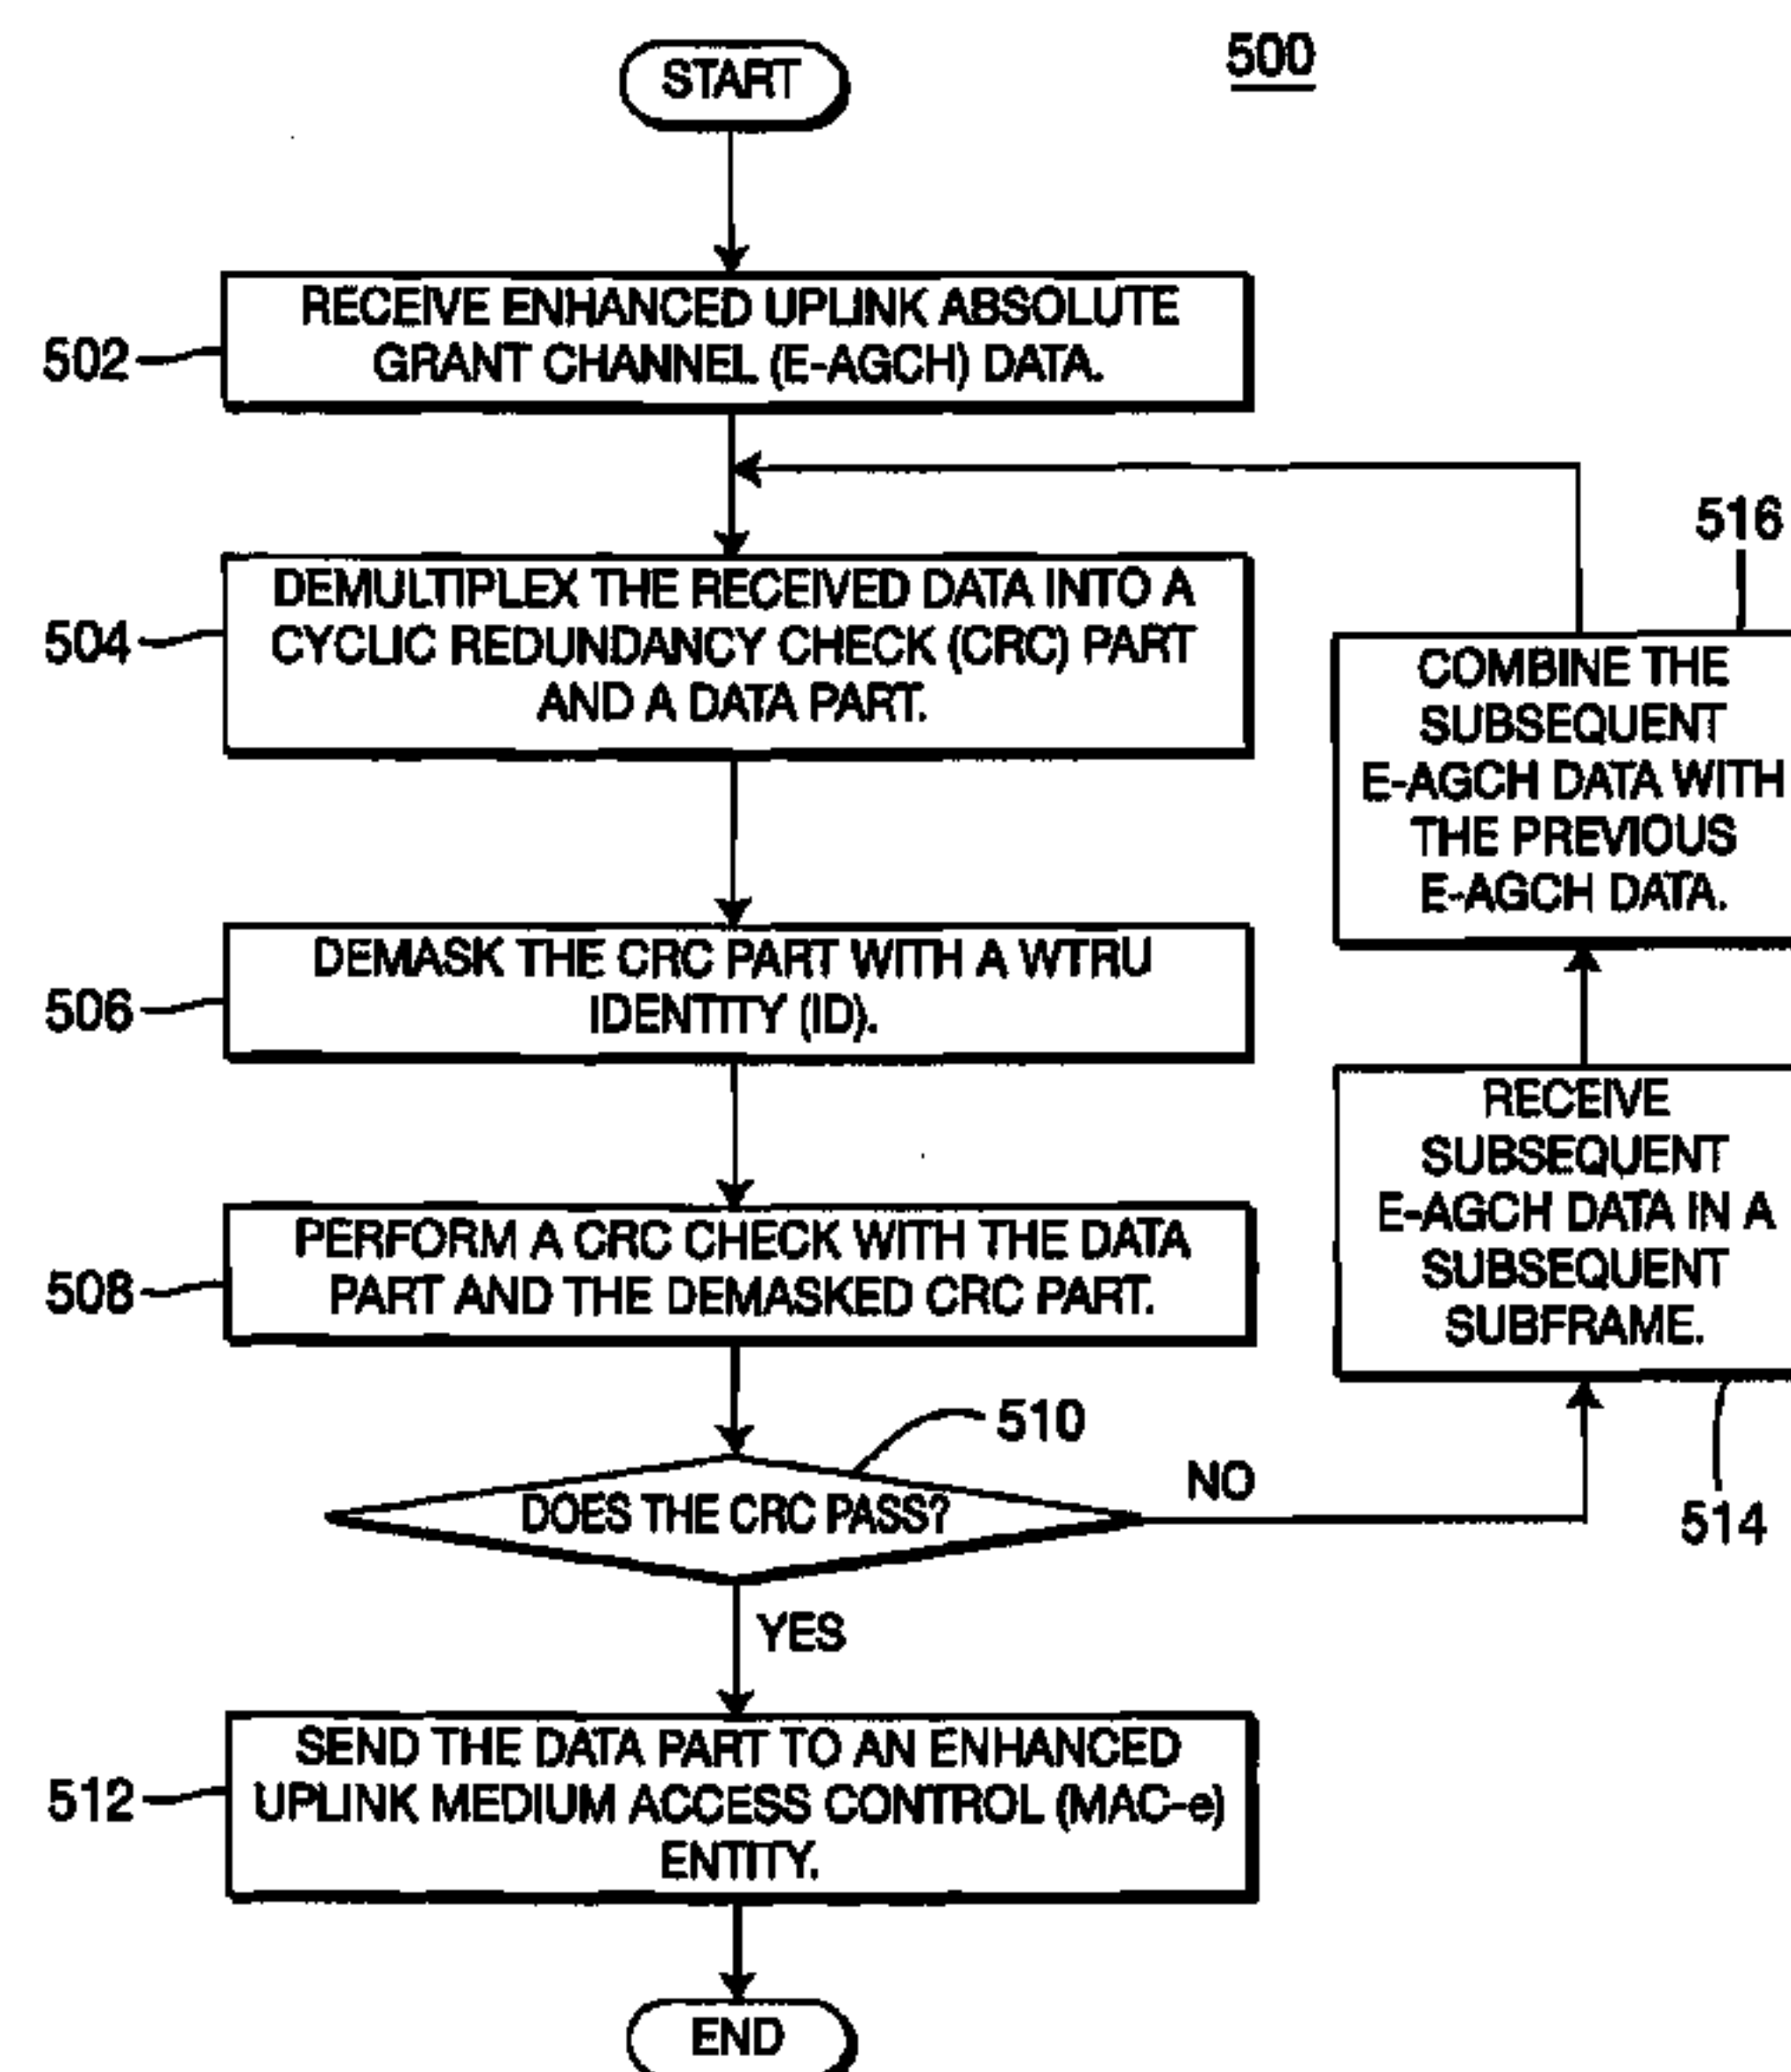 500
START
502
RECEIVE ENHANCED UPLINK ABSOLUTE
GRANT CHANNEL (E-AGCH) DATA.
504
DEMULTIPLEX THE RECEIVED DATA INTO A
CYCLIC REDUNDANCY CHECK (CRC) PART
AND A DATA PART.
506
DEMASK THE CRC PART WITH A WTRU
IDENTITY (ID).
508
PERFORM A CRC CHECK WITH THE DATA
PART AND THE DEMASKED CRC PART.
510
DOES THE CRC PASS?
NO
YES
512
SEND THE DATA PART TO AN ENHANCED
UPLINK MEDIUM ACCESS CONTROL (MAC-e)
ENTITY.
END
514
RECEIVE
SUBSEQUENT
E-AGCH DATA IN A
SUBSEQUENT
SUBFRAME.
516
COMBINE THE
SUBSEQUENT
E-AGCH DATA WITH
THE PREVIOUS
E-AGCH DATA.